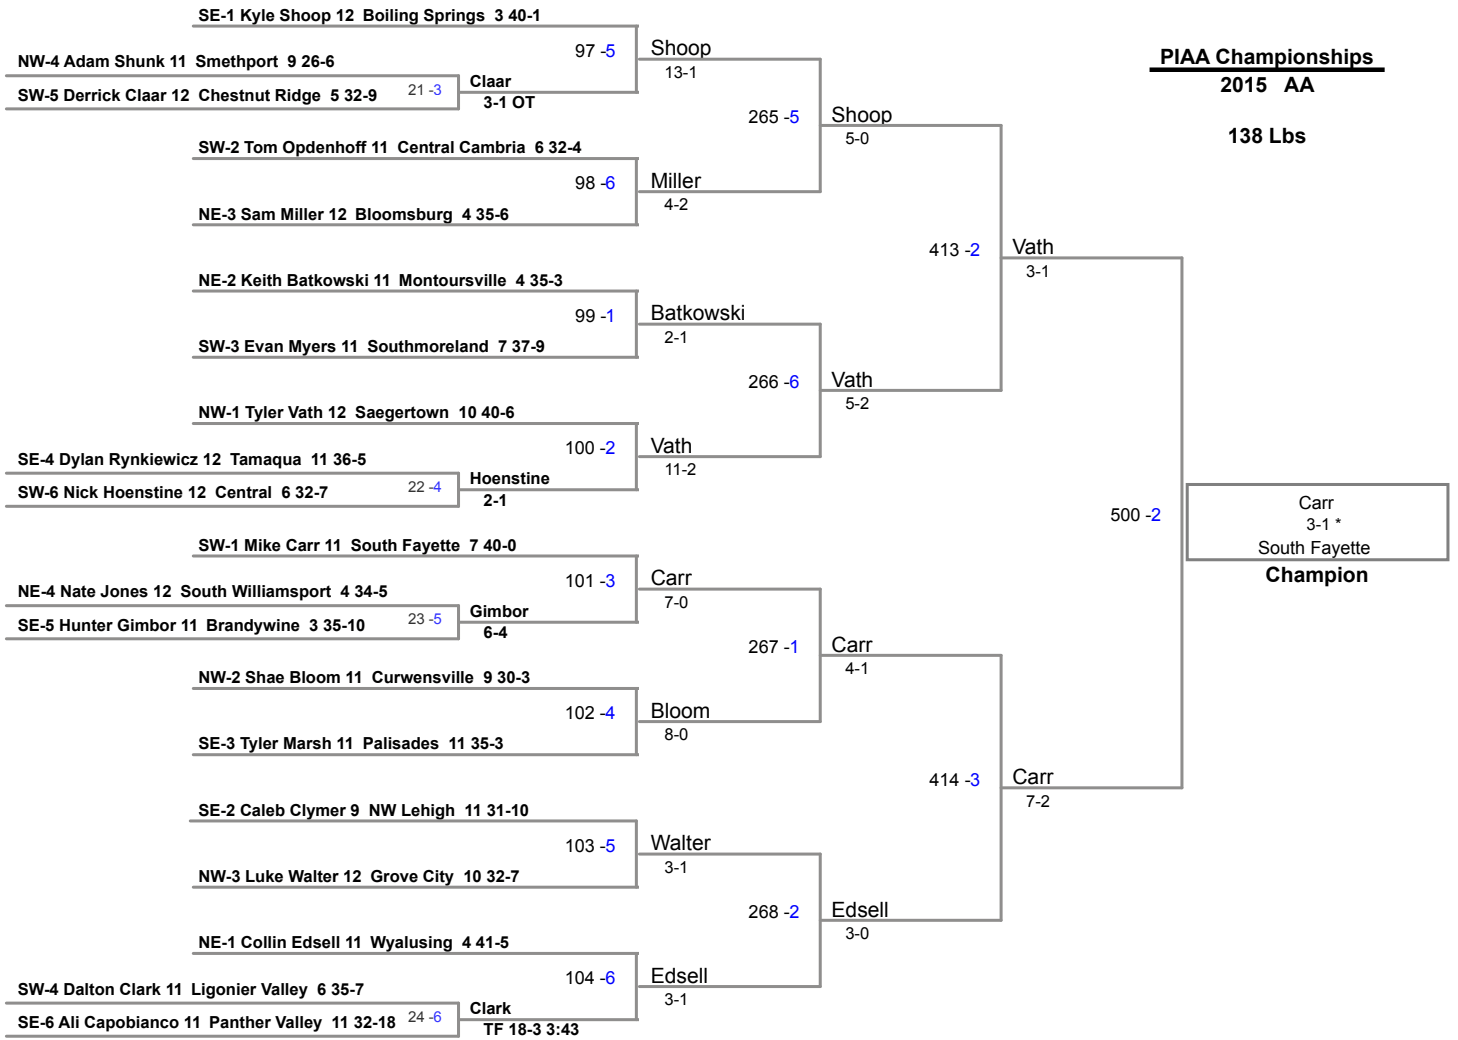 SE-1 Kyle Shoop 12 Boiling Springs 3 40-1
97 -5
Shoop
13-1
NW-4 Adam Shunk 11 Smethport 9 26-6
21 -3
Claar
3-1 OT
SW-5 Derrick Claar 12 Chestnut Ridge 5 32-9
265 -5
Shoop
5-0
SW-2 Tom Opdenhoff 11 Central Cambria 6 32-4
98 -6
Miller
4-2
NE-3 Sam Miller 12 Bloomsburg 4 35-6
413 -2
Vath
3-1
NE-2 Keith Batkowski 11 Montoursville 4 35-3
99 -1
Batkowski
2-1
SW-3 Evan Myers 11 Southmoreland 7 37-9
266 -6
Vath
5-2
NW-1 Tyler Vath 12 Saegertown 10 40-6
100 -2
Vath
11-2
SE-4 Dylan Rynkiewicz 12 Tamaqua 11 36-5
22 -4
Hoenstine
2-1
SW-6 Nick Hoenstine 12 Central 6 32-7
500 -2
Carr
3-1 *
South Fayette
Champion
SW-1 Mike Carr 11 South Fayette 7 40-0
101 -3
Carr
7-0
NE-4 Nate Jones 12 South Williamsport 4 34-5
23 -5
Gimbor
6-4
SE-5 Hunter Gimbor 11 Brandywine 3 35-10
267 -1
Carr
4-1
NW-2 Shae Bloom 11 Curwensville 9 30-3
102 -4
Bloom
8-0
SE-3 Tyler Marsh 11 Palisades 11 35-3
414 -3
Carr
7-2
SE-2 Caleb Clymer 9 NW Lehigh 11 31-10
103 -5
Walter
3-1
NW-3 Luke Walter 12 Grove City 10 32-7
268 -2
Edsell
3-0
NE-1 Collin Edsell 11 Wyalusing 4 41-5
104 -6
Edsell
3-1
SW-4 Dalton Clark 11 Ligonier Valley 6 35-7
24 -6
Clark
TF 18-3 3:43
SE-6 Ali Capobianco 11 Panther Valley 11 32-18
PIAA Championships
2015 AA
138 Lbs